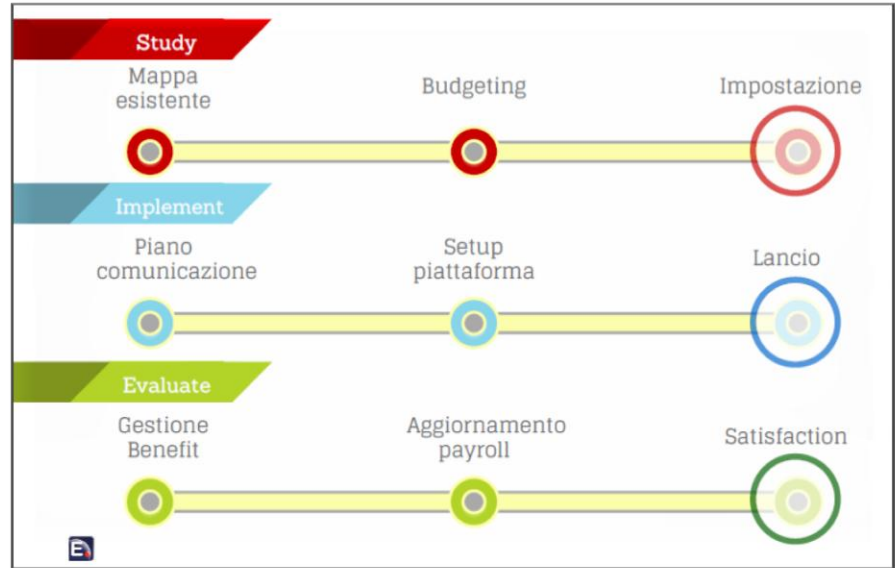 Study
Mappa
esistente
Budgeting
Impostazione
Implement
Piano
comunicazione
Setup
piattaforma
Lancio
Evaluate
Gestione
Benefit
Aggiornamento
payroll
Satisfaction
E